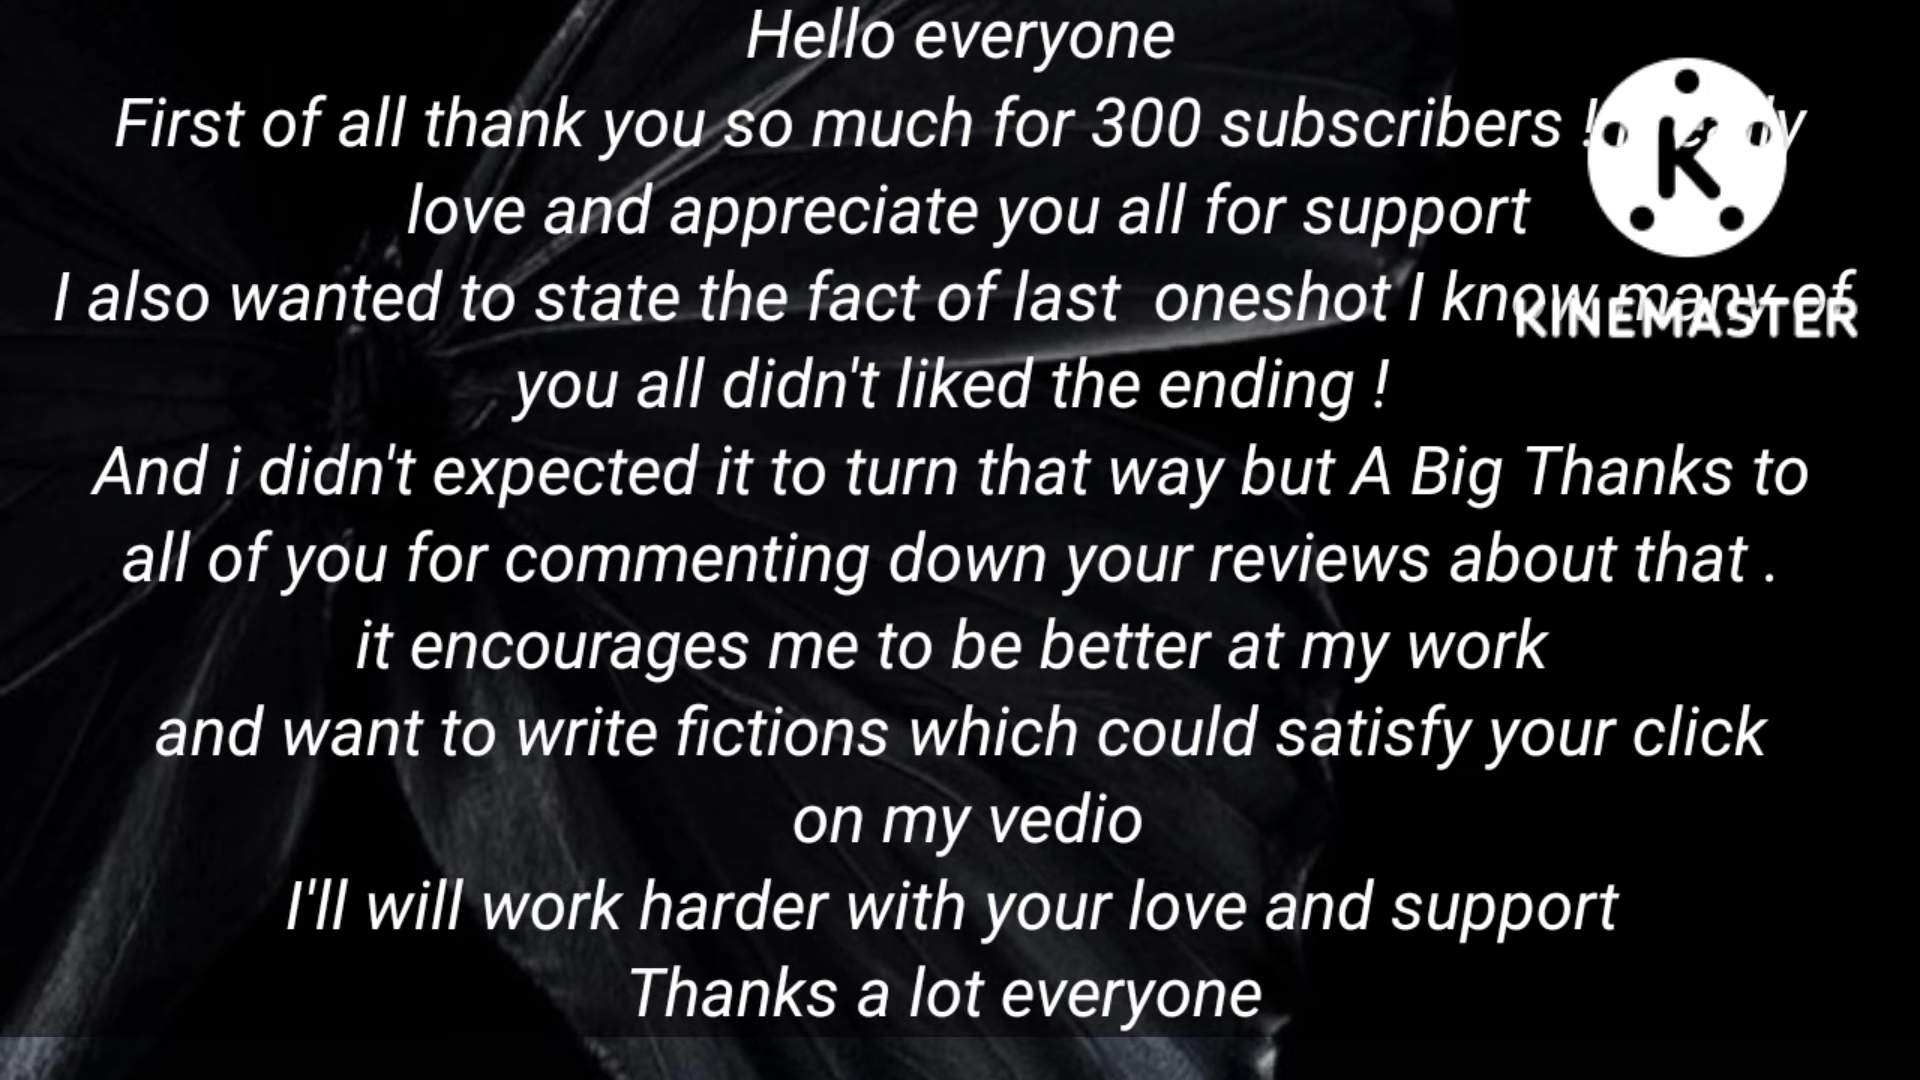 Hello everyone
First of all thank you so much for 300 subscribers !
love and appreciate you all for support
I also wanted to state the fact of last  oneshot I know many of
you all didn't liked the ending !
And i didn't expected it to turn that way but A Big Thanks to
all of you for commenting down your reviews about that .
it encourages me to be better at my work
and want to write fictions which could satisfy your click
on my vedio
I'll will work harder with your love and support
Thanks a lot everyone
K
KINEMASTER